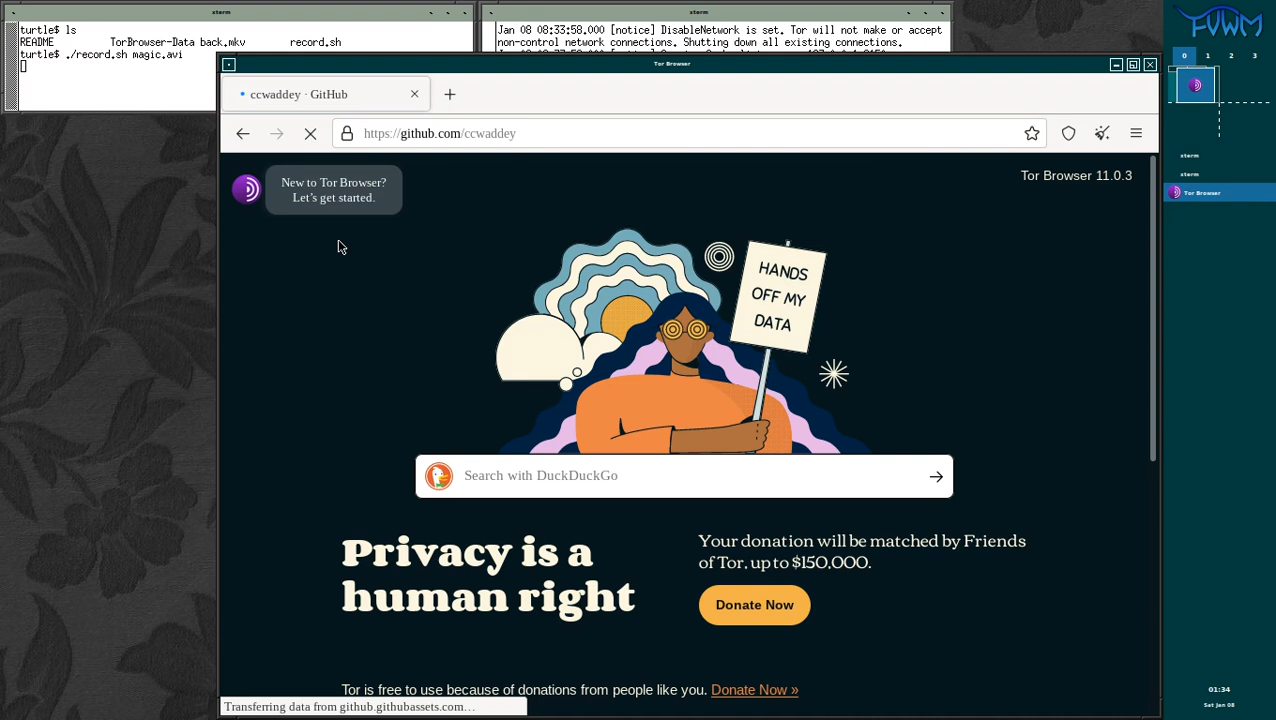 xterm
turtle$ ls
README TorBrowser-Data back.mkv record.sh
turtle$ ./record.sh magic.avi
xterm
Jan 08 08:33:58.000 [notice] DisableNetwork is set. Tor will not make or accept
non-control network connections. Shutting down all existing connections.
Tor Browser
ccwaddey · GitHub
https://github.com/ccwaddey
New to Tor Browser?
Let's get started.
Tor Browser 11.0.3
HANDS
OFF MY
DATA
Search with DuckDuckGo
Privacy is a
human right
Your donation will be matched by Friends
of Tor, up to $150,000.
Donate Now
Tor is free to use because of donations from people like you. Donate Now »
Transferring data from github.githubassets.com…
FVWM
0 1 2 3
xterm
xterm
Tor Browser
01:34
Sat Jan 08